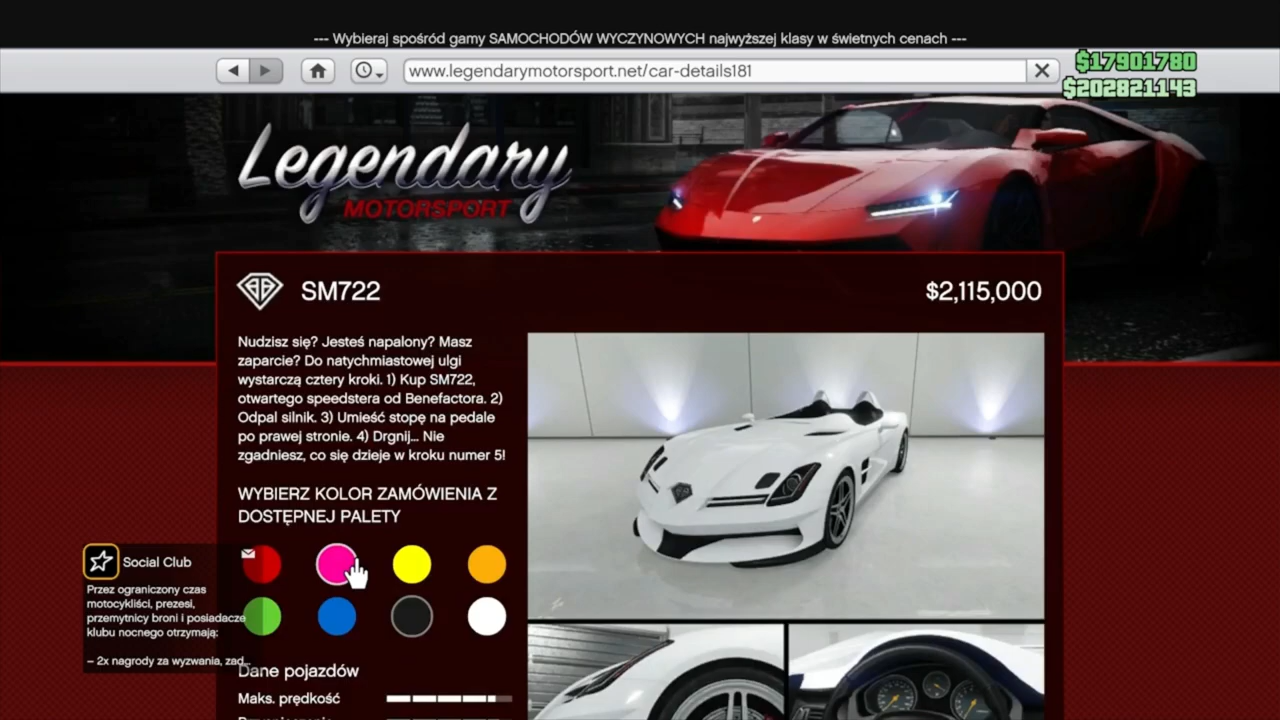 --- Wybieraj spośród gamy SAMOCHODÓW WYCZYNOWYCH najwyższej klasy w świetnych cenach ---
www.legendarymotorsport.net/car-details181
$17901780
$202821143
Legendary
MOTORSPORT
SM722
$2,115,000
Nudzisz się? Jesteś napalony? Masz
zaparcie? Do natychmiastowej ulgi
wystarczą cztery kroki. 1) Kup SM722,
otwartego speedstera od Benefactora. 2)
Odpal silnik. 3) Umieść stopę na pedale
po prawej stronie. 4) Drgnij... Nie
zgadniesz, co się dzieje w kroku numer 5!
WYBIERZ KOLOR ZAMÓWIENIA Z
DOSTĘPNEJ PALETY
Social Club
Przez ograniczony czas
motocykliści, prezesi,
przemytnicy broni i posiadacze
klubu nocnego otrzymają:
– 2x nagrody za wyzwania, zad...
Dane pojazdów
Maks. prędkość